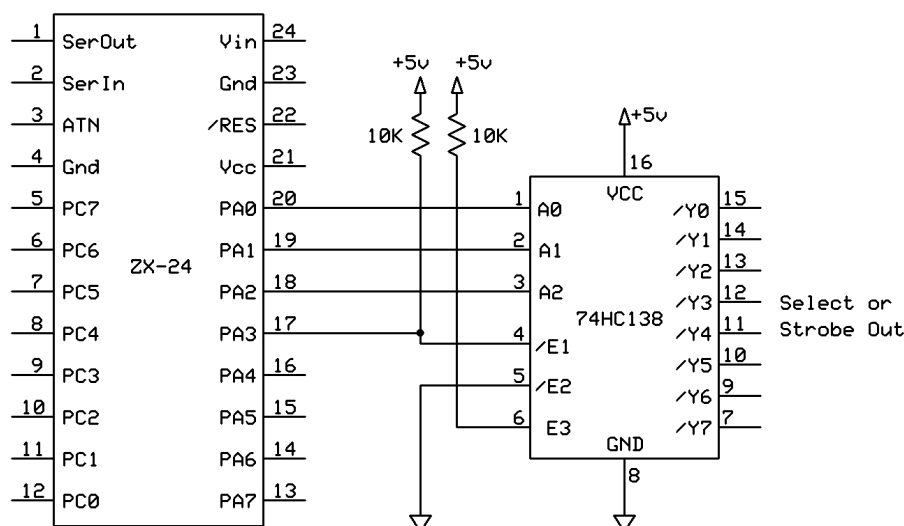 1 SerOut Vin 24
2 SerIn Gnd 23
3 ATN /RES 22
4 Gnd Vcc 21
5 PC7 PA0 20
6 PC6 PA1 19
7 PC5 PA2 18
8 PC4 PA3 17
9 PC3 PA4 16
10 PC2 PA5 15
11 PC1 PA6 14
12 PC0 PA7 13
ZX-24
+5v +5v
10K 10K
+5v
16
VCC
1 A0 /Y0 15
2 A1 /Y1 14
3 A2 /Y2 13
/Y3 12
74HC138
4 /E1 /Y4 11
5 /E2 /Y5 10
/Y6 9
6 E3 /Y7 7
GND
8
Select or
Strobe Out